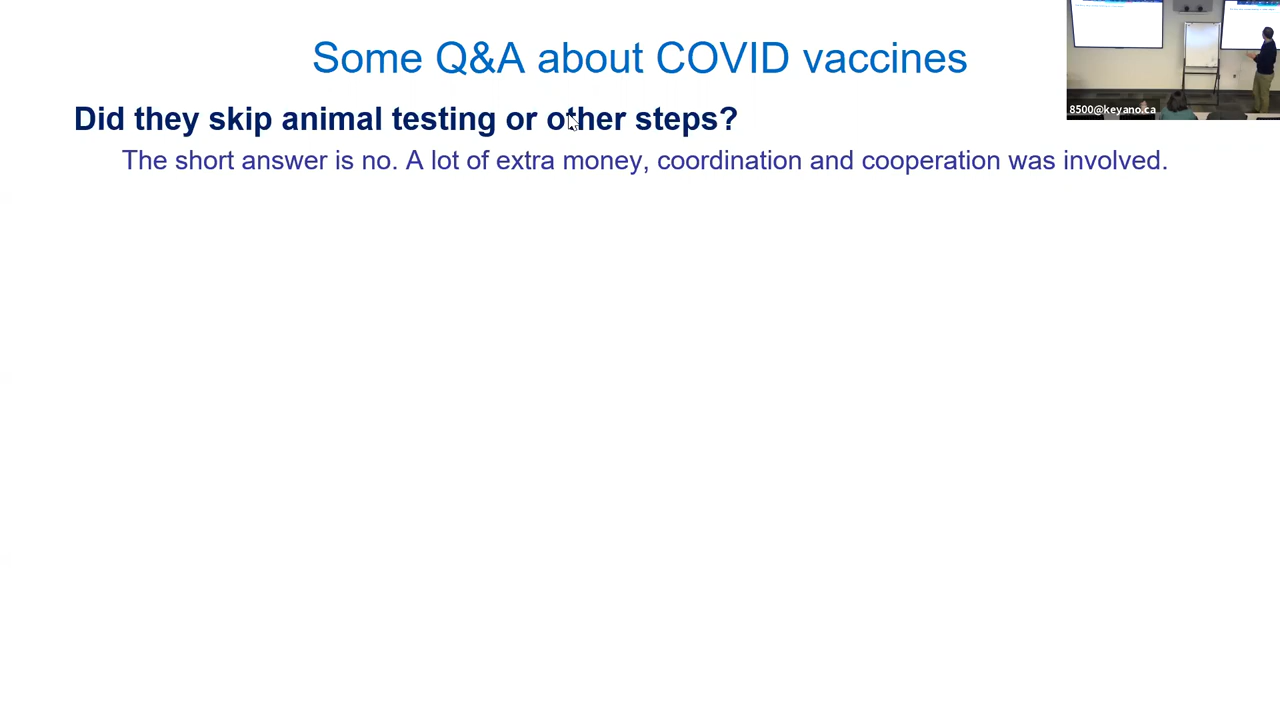 Some Q&A about COVID vaccines
Did they skip animal testing or other steps?
The short answer is no. A lot of extra money, coordination and cooperation was involved.
8500@keyano.ca